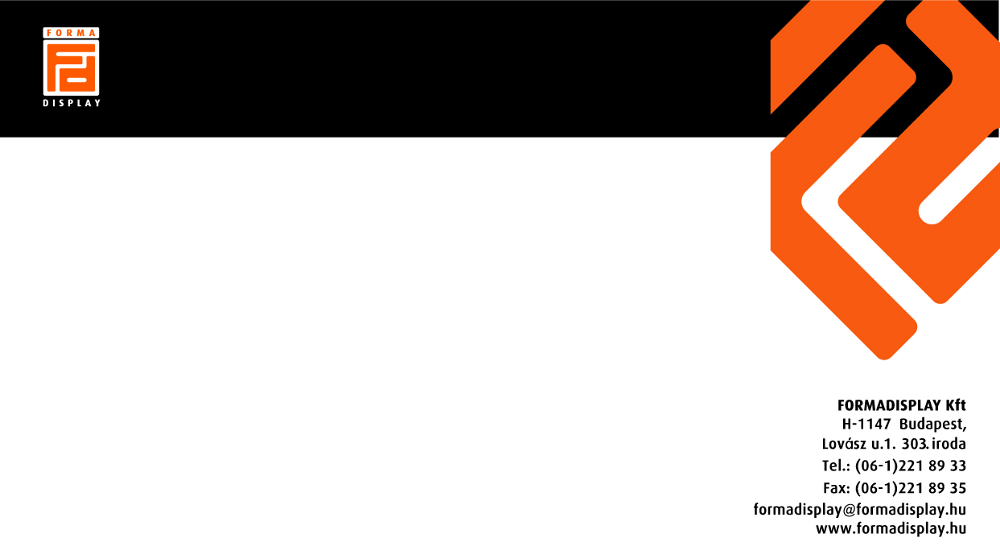 FORMA
DISPLAY
FORMADISPLAY Kft
H-1147 Budapest,
Lovász u.1. 303. iroda
Tel.: (06-1)221 89 33
Fax: (06-1)221 89 35
formadisplay@formadisplay.hu
www.formadisplay.hu